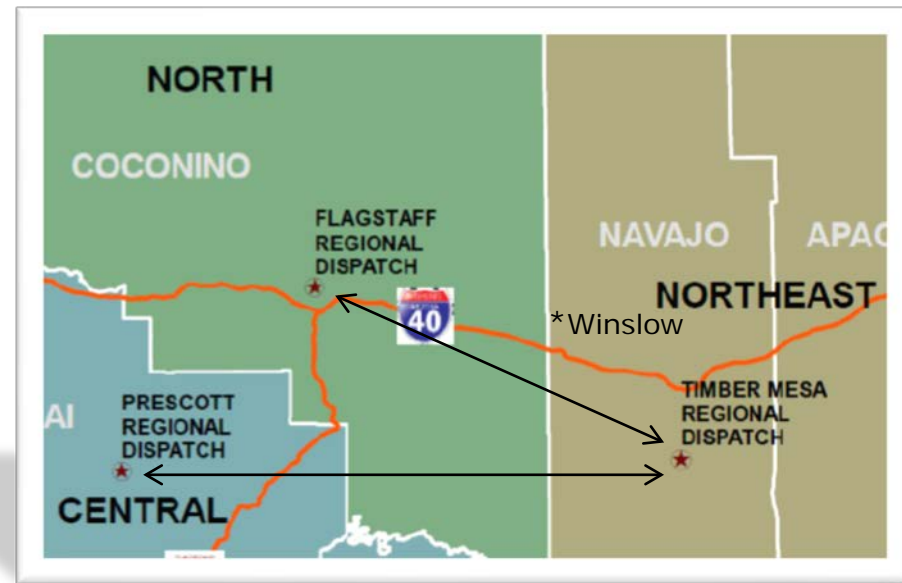 NORTH
COCONINO
FLAGSTAFF
REGIONAL
DISPATCH
NAVAJO
APAC
NORTHEAST
40
*Winslow
TIMBER MESA
REGIONAL
DISPATCH
AI
PRESCOTT
REGIONAL
DISPATCH
CENTRAL